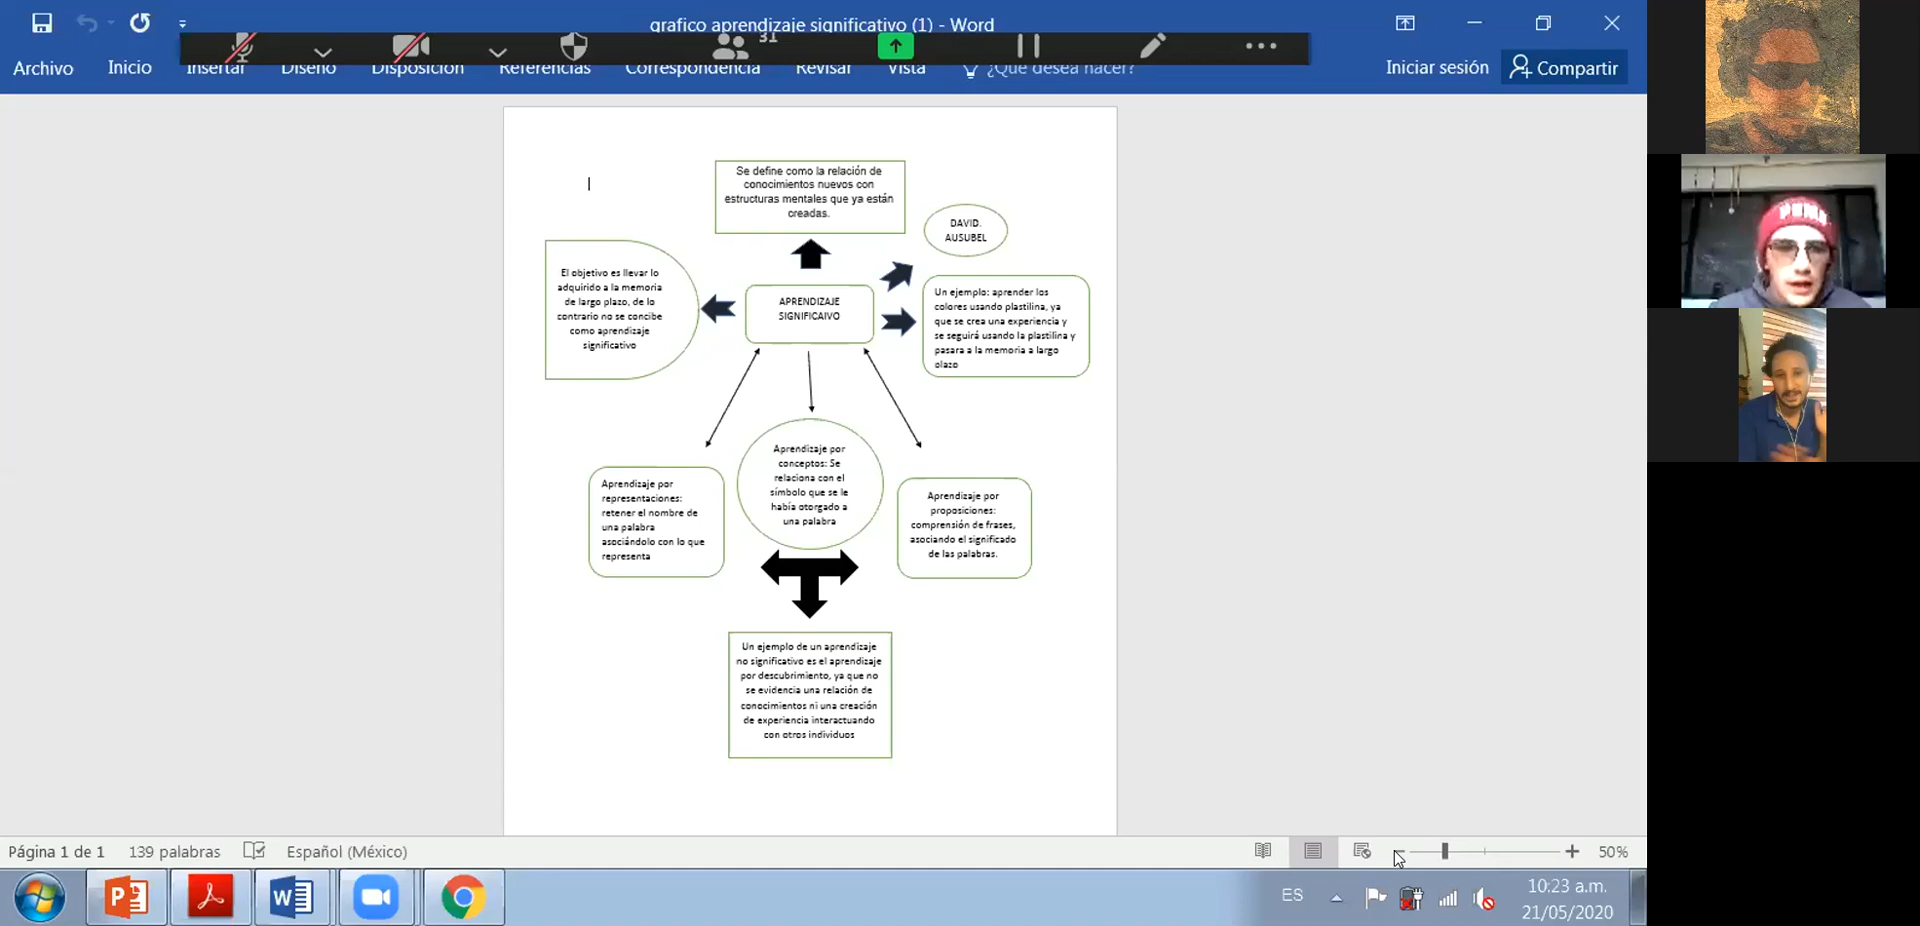 grafico aprendizaje significativo (1) - Word
31
Archivo
Inicio
Insertar
Diseño
Disposición
Referencias
Correspondencia
Revisar
Vista
¿Qué desea hacer?
Iniciar sesión
Compartir
Se define como la relación de
conocimientos nuevos con
estructuras mentales que ya están
creadas.
DAVID.
AUSUBEL
El objetivo es llevar lo
adquirido a la memoria
de largo plazo, de lo
contrario no se concibe
como aprendizaje
significativo
APRENDIZAJE
SIGNIFICAIVO
Un ejemplo: aprender los
colores usando plastilina, ya
que se crea una experiencia y
se seguirá usando la plastilina y
pasara a la memoria a largo
plazo
Aprendizaje por
representaciones:
retener el nombre de
una palabra
asociándolo con lo que
representa
Aprendizaje por
conceptos: Se
relaciona con el
símbolo que se le
había otorgado a
una palabra
Aprendizaje por
proposiciones:
comprensión de frases,
asociando el significado
de las palabras.
Un ejemplo de un aprendizaje
no significativo es el aprendizaje
por descubrimiento, ya que no
se evidencia una relación de
conocimientos ni una creación
de experiencia interactuando
con otros individuos
PUMA
Página 1 de 1
139 palabras
Español (México)
50%
ES
10:23 a.m.
21/05/2020